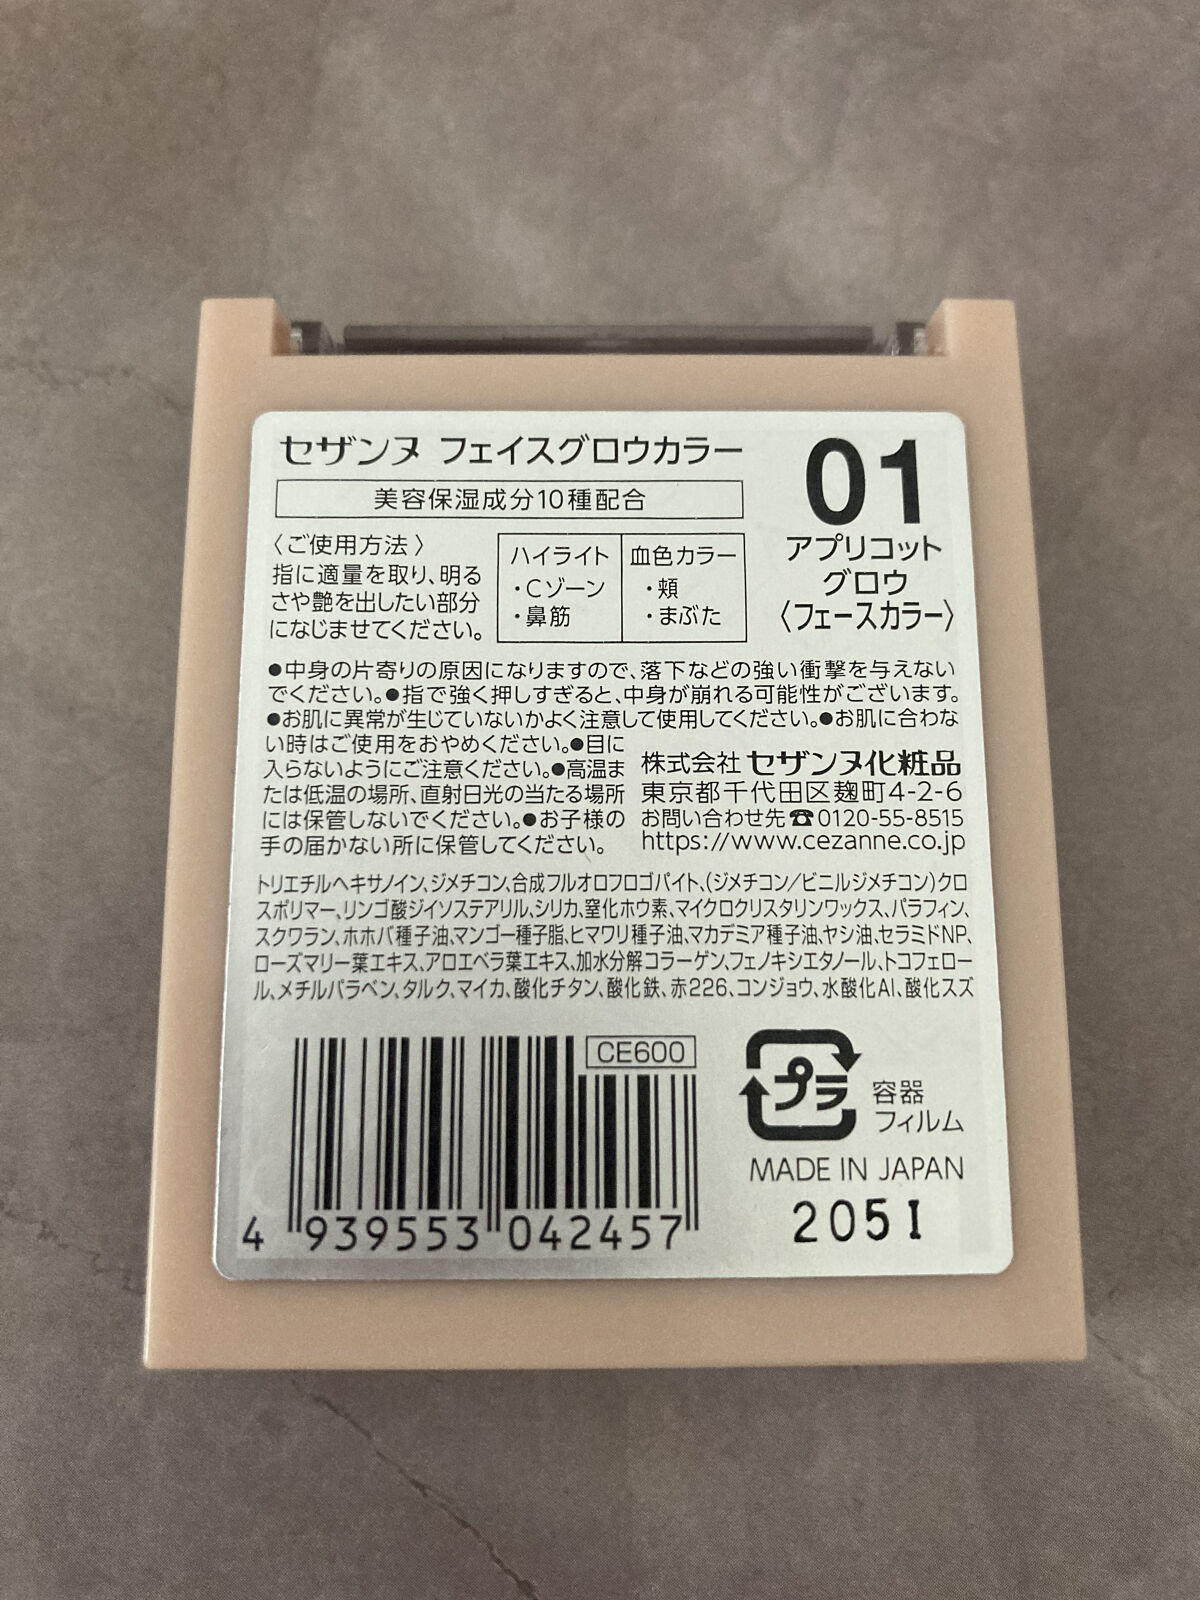 セザンヌ フェイスグロウカラー
美容保湿成分10種配合
01
アプリコット
グロウ
〈フェースカラー〉
〈ご使用方法〉
指に適量を取り、明る
さや艶を出したい部分
になじませてください。
ハイライト
・Cゾーン
・鼻筋
血色カラー
・頬
・まぶた
●中身の片寄りの原因になりますので、落下などの強い衝撃を与えない
でください。●指で強く押しすぎると、中身が崩れる可能性がございます。
●お肌に異常が生じていないかよく注意して使用してください。●お肌に合わな
い時はご使用をおやめください。●目に
入らないようにご注意ください。●高温ま
たは低温の場所、直射日光の当たる場所
には保管しないでください。●お子様の
手の届かない所に保管してください。
株式会社 セザンヌ化粧品
東京都千代田区麹町4-2-6
お問い合わせ先☎0120-55-8515
https://www.cezanne.co.jp
トリエチルヘキサノイン、ジメチコン、合成フルオロフロゴパイト、(ジメチコン/ビニルジメチコン)クロ
スポリマー、リンゴ酸ジイソステアリル、シリカ、窒化ホウ素、マイクロクリスタリンワックス、パラフィン、
スクワラン、ホホバ種子油、マンゴー種子脂、ヒマワリ種子油、マカデミア種子油、ヤシ油、セラミドNP、
ローズマリー葉エキス、アロエベラ葉エキス、加水分解コラーゲン、フェノキシエタノール、トコフェロー
ル、メチルパラベン、タルク、マイカ、酸化チタン、酸化鉄、赤226、コンジョウ、水酸化Al、酸化スズ
CE600
4 939553 042457
プラ
容器
フィルム
MADE IN JAPAN
205I